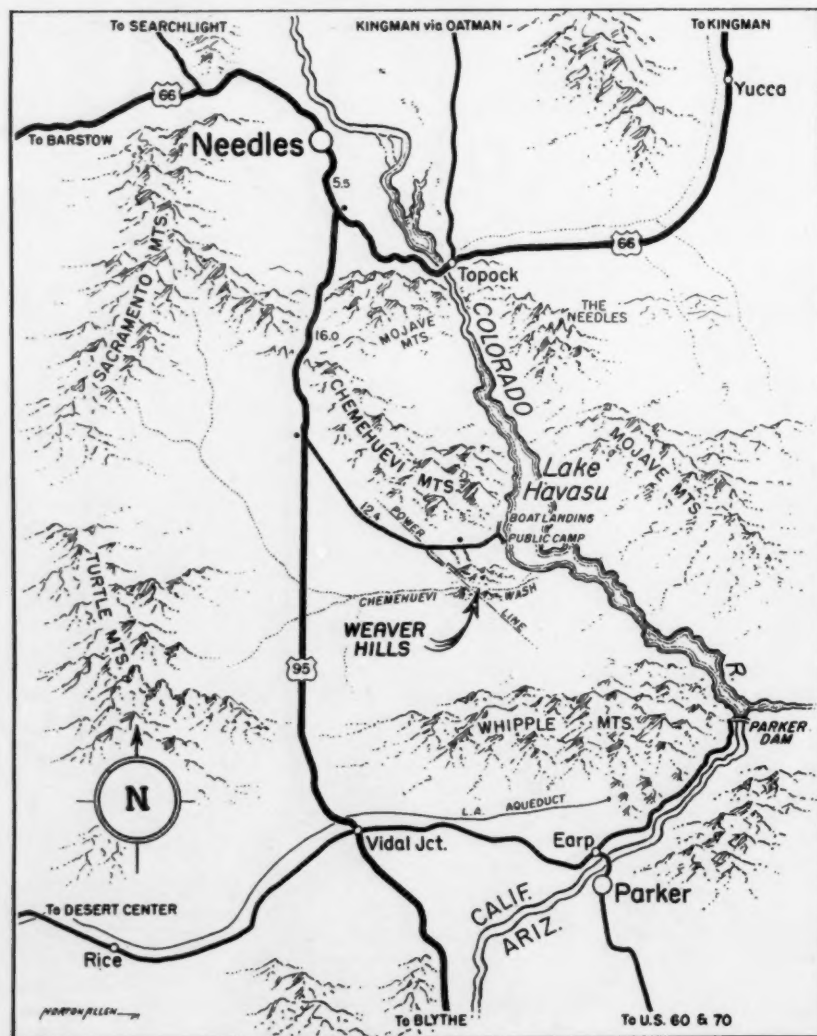 To SEARCHLIGHT
KINGMAN via OATMAN
To KINGMAN
66
Yucca
To BARSTOW
Needles
5.5
66
Topock
SACRAMENTO MTS.
MOJAVE
MTS.
THE
NEEDLES
16.0
COLORADO
CHEMEHUEVI MTS.
Lake
Havasu
MOJAVE MTS.
BOAT LANDING
PUBLIC CAMP
12.4
POWER
LINE
CHEMEHUEVI WASH
WEAVER
HILLS
TURTLE MTS.
95
R.
WHIPPLE MTS.
PARKER
DAM
N
L.A. AQUEDUCT
Vidal Jct.
Earp
Parker
CALIF.
ARIZ.
To DESERT CENTER
Rice
NORTON ALLEN
To BLYTHE
To U.S. 60 & 70